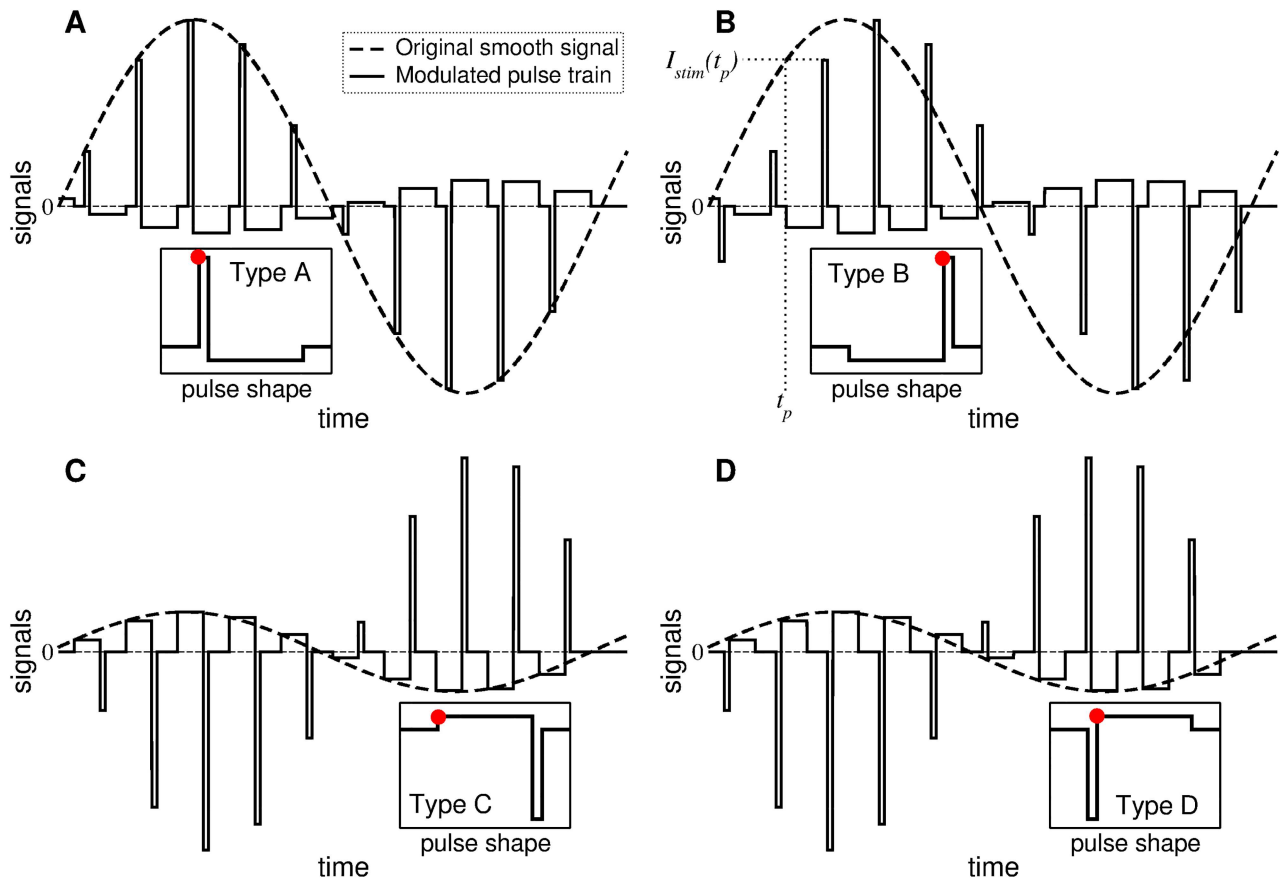 A
Original smooth signal
Modulated pulse train
signals
0
Type A
pulse shape
time
B
I_stim(t_p)
signals
0
Type B
pulse shape
t_p
time
C
signals
0
Type C
pulse shape
time
D
signals
0
Type D
pulse shape
time